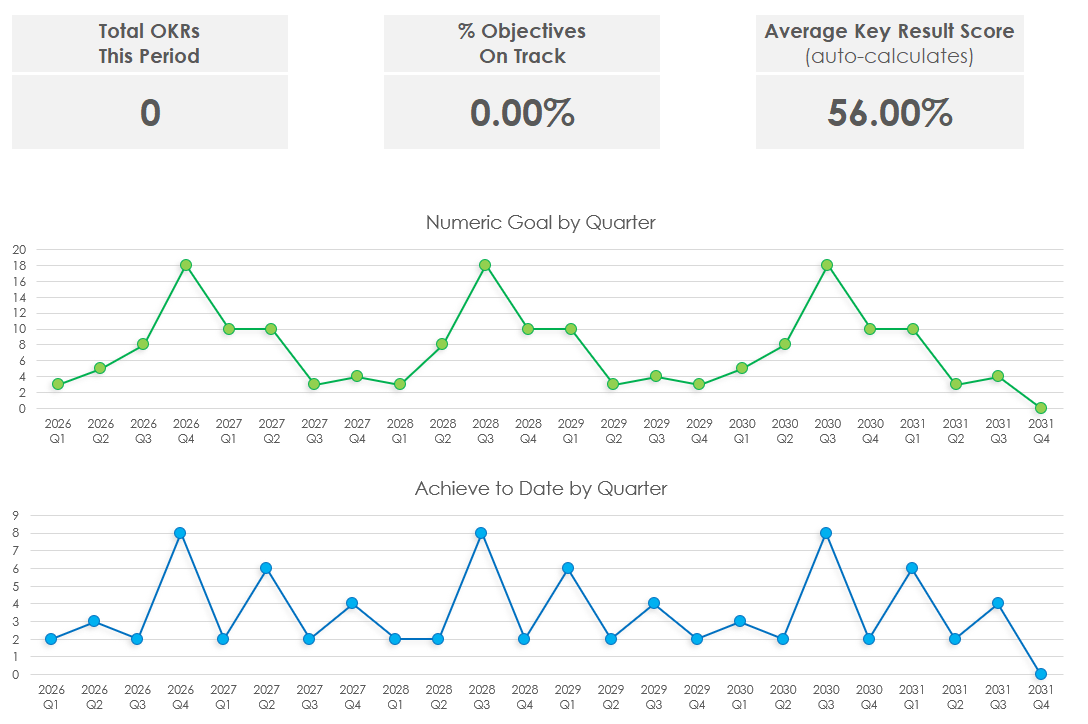 Total OKRs
This Period
0
% Objectives
On Track
0.00%
Average Key Result Score
(auto-calculates)
56.00%
Numeric Goal by Quarter
20
18
16
14
12
10
8
6
4
2
0
2026 2026 2026 2026 2027 2027 2027 2027 2028 2028 2028 2028 2029 2029 2029 2029 2030 2030 2030 2030 2031 2031 2031 2031
Q1 Q2 Q3 Q4 Q1 Q2 Q3 Q4 Q1 Q2 Q3 Q4 Q1 Q2 Q3 Q4 Q1 Q2 Q3 Q4 Q1 Q2 Q3 Q4
Achieve to Date by Quarter
9
8
7
6
5
4
3
2
1
0
2026 2026 2026 2026 2027 2027 2027 2027 2028 2028 2028 2028 2029 2029 2029 2029 2030 2030 2030 2030 2031 2031 2031 2031
Q1 Q2 Q3 Q4 Q1 Q2 Q3 Q4 Q1 Q2 Q3 Q4 Q1 Q2 Q3 Q4 Q1 Q2 Q3 Q4 Q1 Q2 Q3 Q4